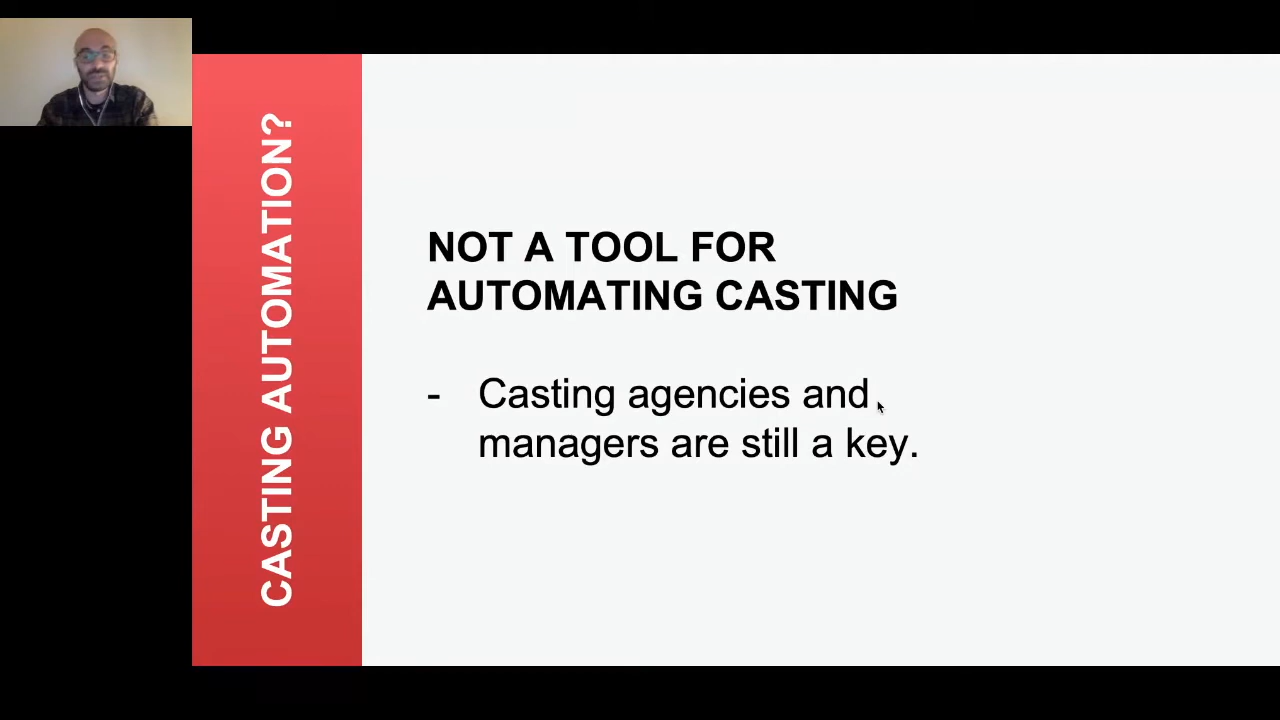 CASTING AUTOMATION?
NOT A TOOL FOR
AUTOMATING CASTING
- Casting agencies and
managers are still a key.